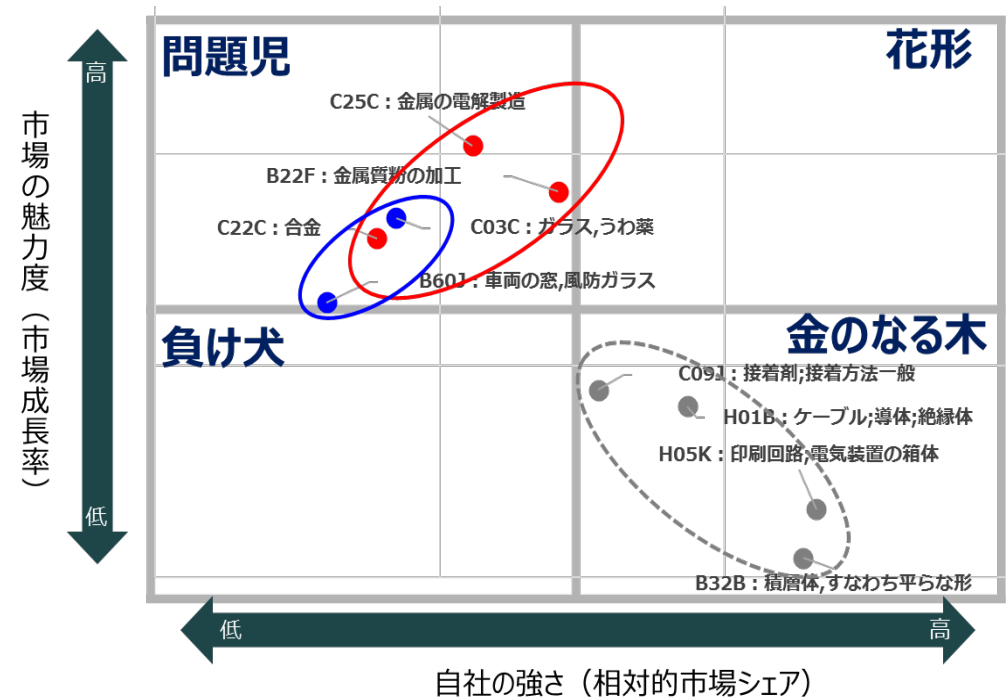 問題児
花形
高
C25C：金属の電解製造
B22F：金属質粉の加工
C22C：合金
C03C：ガラス,うわ薬
B60J：車両の窓,風防ガラス
市場の魅力度（市場成長率）
負け犬
金のなる木
C09J：接着剤;接着方法一般
H01B：ケーブル;導体;絶縁体
H05K：印刷回路;電気装置の箱体
低
B32B：積層体,すなわち平らな形
低
高
自社の強さ（相対的市場シェア）